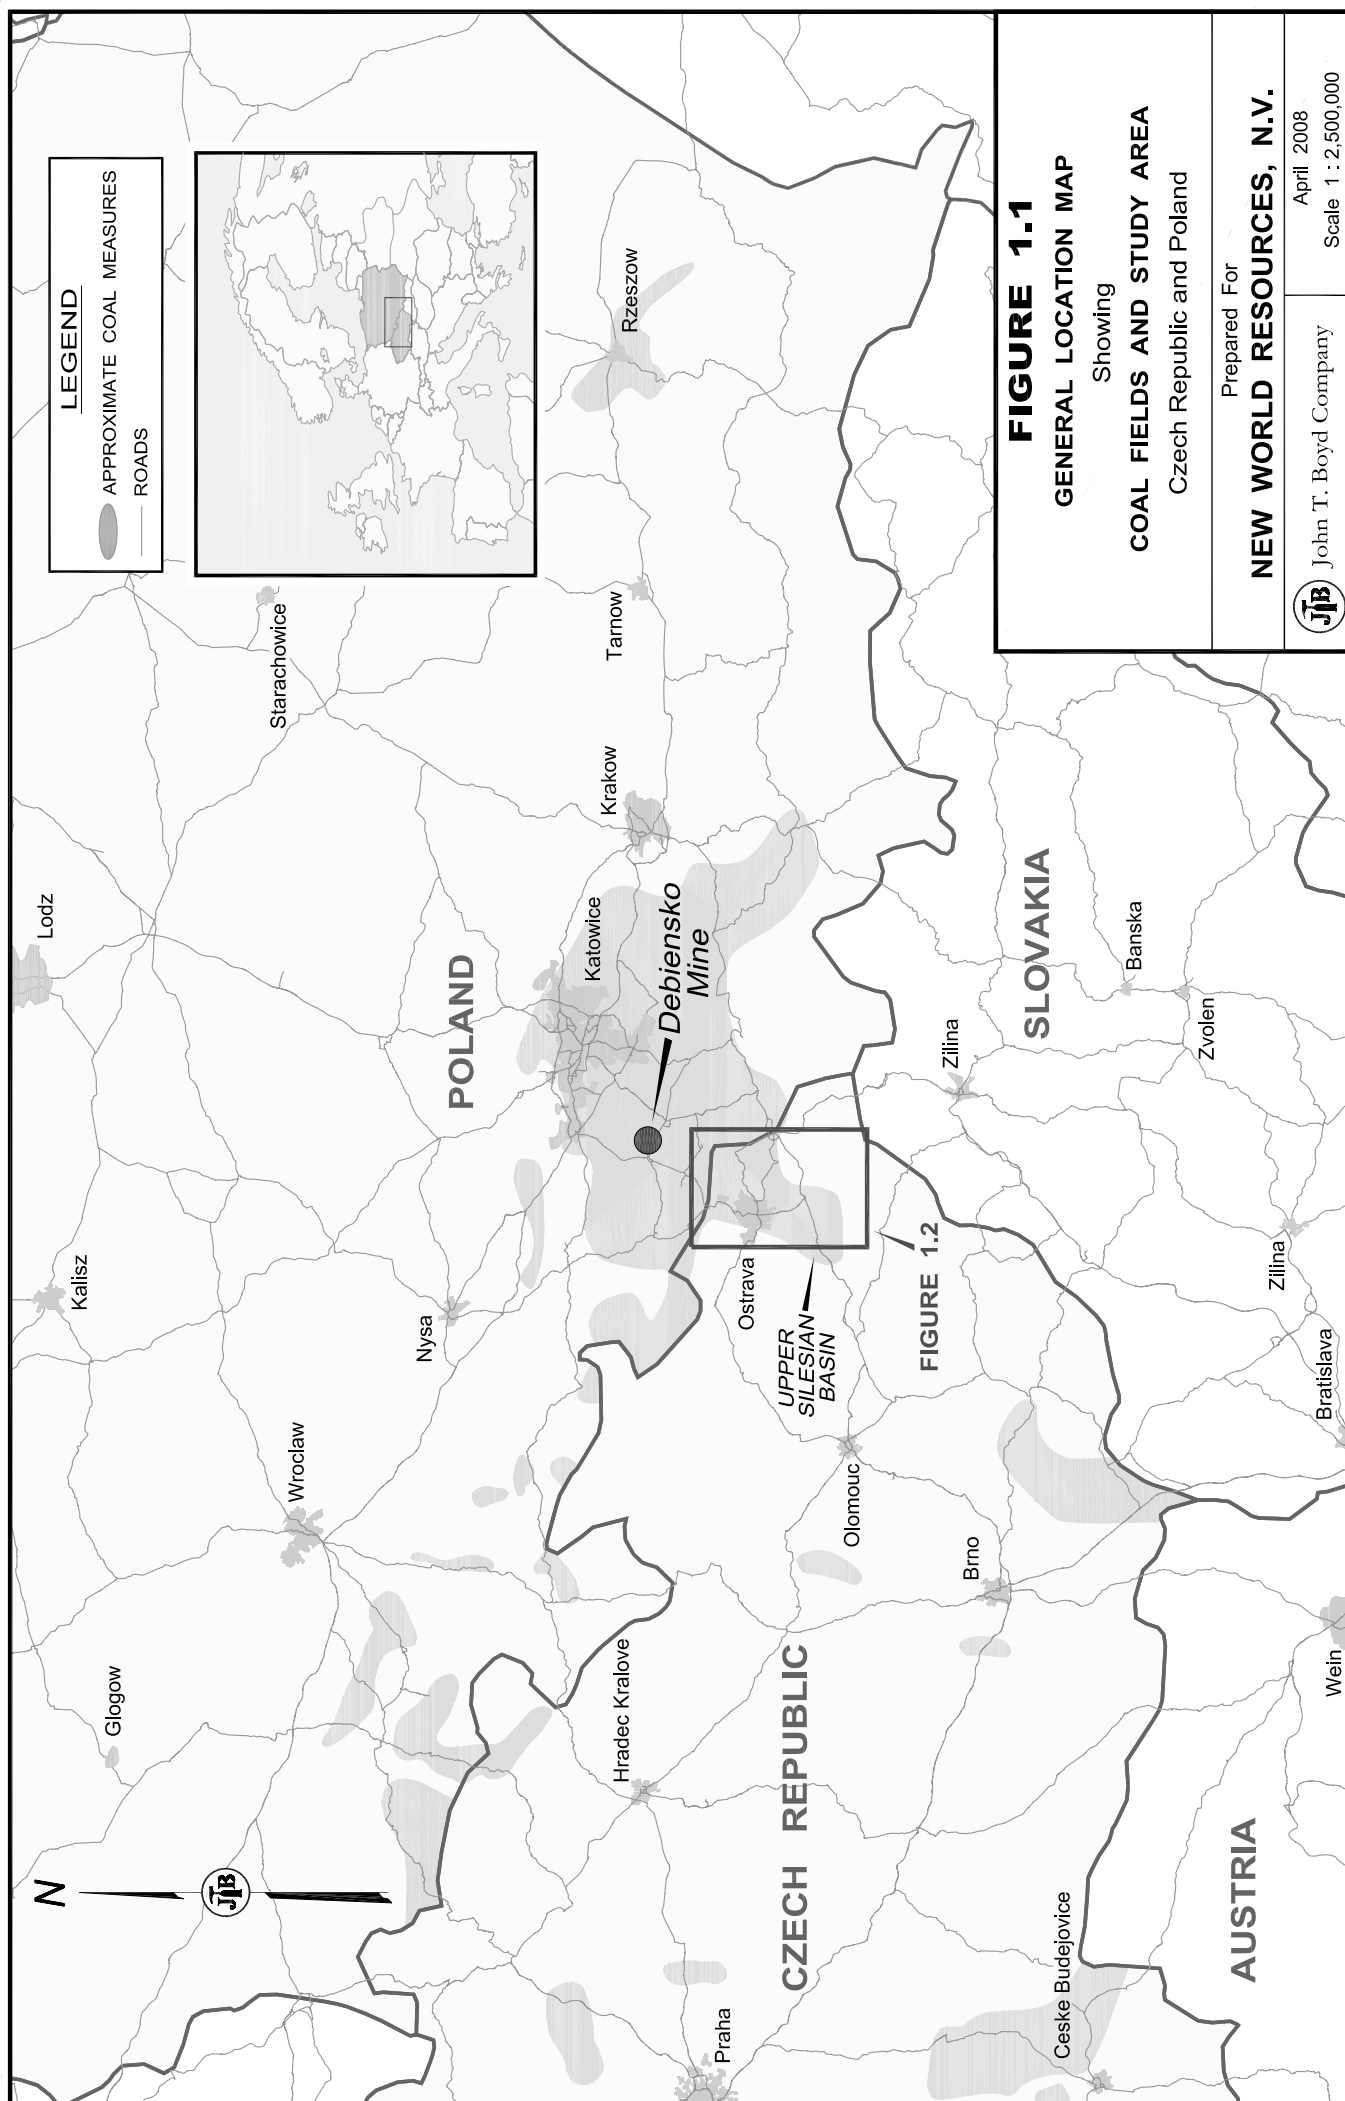 LEGEND
APPROXIMATE COAL MEASURES
ROADS
N
JTB
Lodz
Kalisz
Glogow
Starachowice
Wroclaw
Nysa
POLAND
Rzeszow
Tarnow
Krakow
Katowice
Debiensko
Mine
Hradec Kralove
Praha
Ostrava
UPPER
SILESIAN
BASIN
FIGURE 1.2
Olomouc
Brno
CZECH REPUBLIC
Zilina
SLOVAKIA
Banska
Zvolen
Zilina
Bratislava
Wein
Ceske Budejovice
AUSTRIA
FIGURE 1.1
GENERAL LOCATION MAP
Showing
COAL FIELDS AND STUDY AREA
Czech Republic and Poland
Prepared For
NEW WORLD RESOURCES, N.V.
JTB John T. Boyd Company
April 2008
Scale 1 : 2,500,000